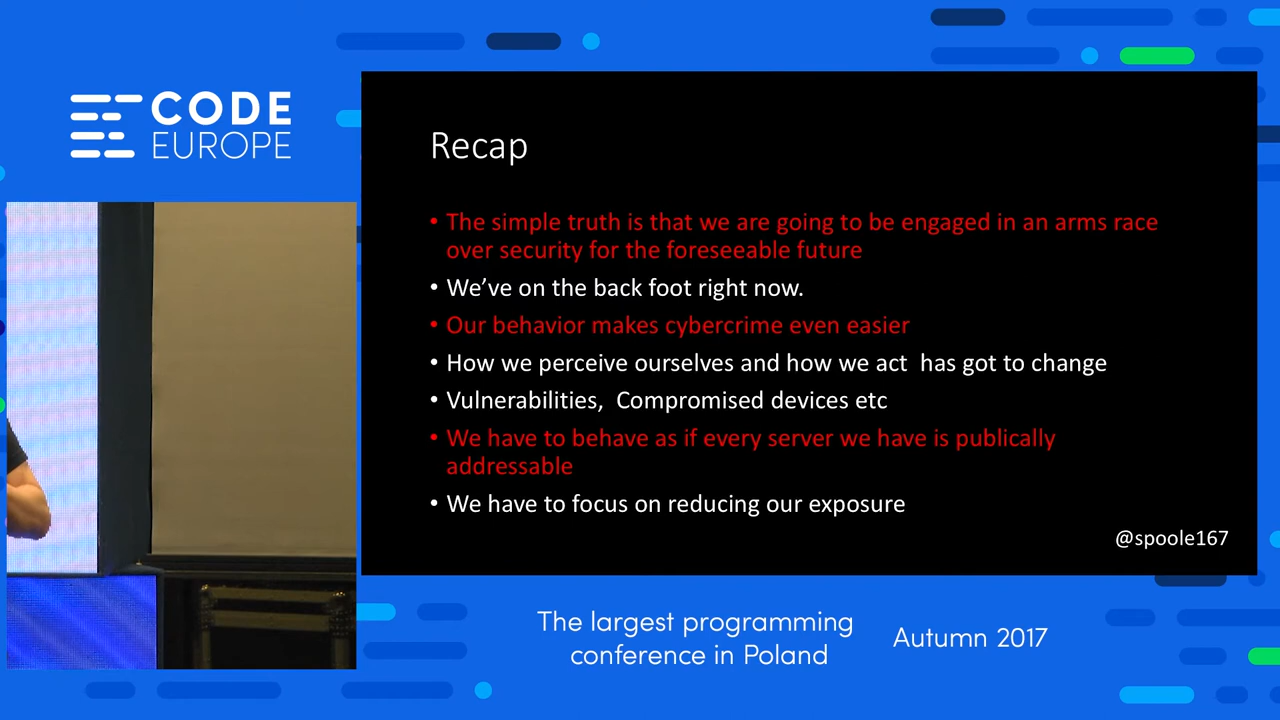 CODE
EUROPE
Recap
• The simple truth is that we are going to be engaged in an arms race
over security for the foreseeable future
• We’ve on the back foot right now.
• Our behavior makes cybercrime even easier
• How we perceive ourselves and how we act  has got to change
• Vulnerabilities,  Compromised devices etc
• We have to behave as if every server we have is publically
addressable
• We have to focus on reducing our exposure
@spoole167
The largest programming
conference in Poland
Autumn 2017